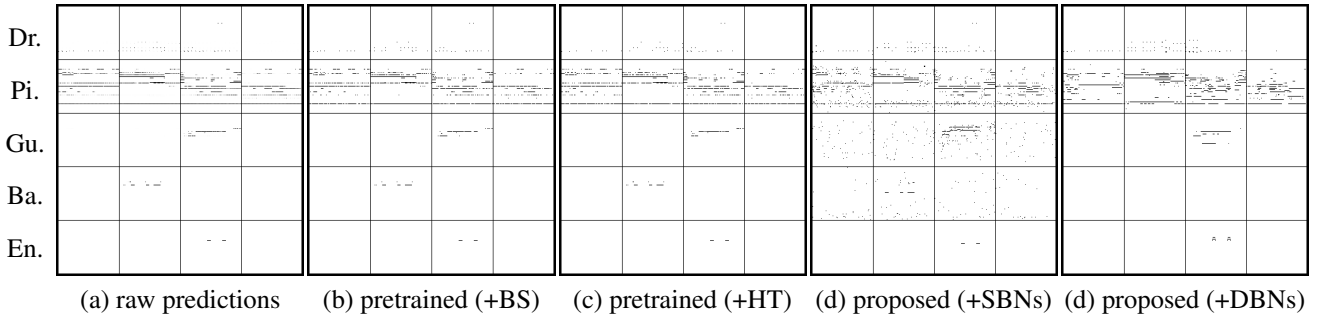 Dr.
Pi.
Gu.
Ba.
En.
(a) raw predictions
(b) pretrained (+BS)
(c) pretrained (+HT)
(d) proposed (+SBNs)
(d) proposed (+DBNs)